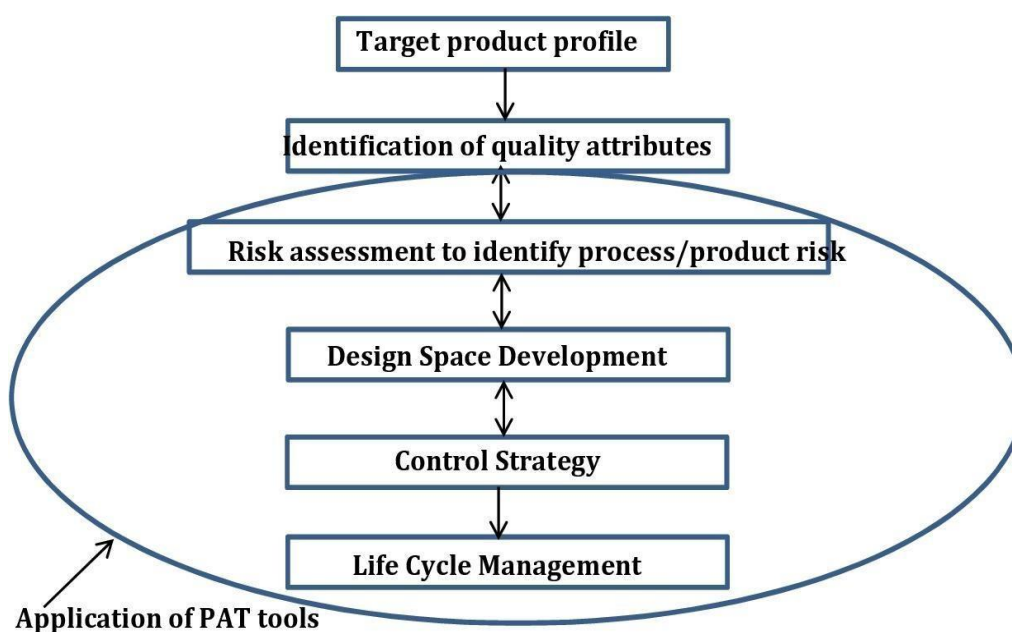 Target product profile
Identification of quality attributes
Risk assessment to identify process/product risk
Design Space Development
Control Strategy
Life Cycle Management
Application of PAT tools